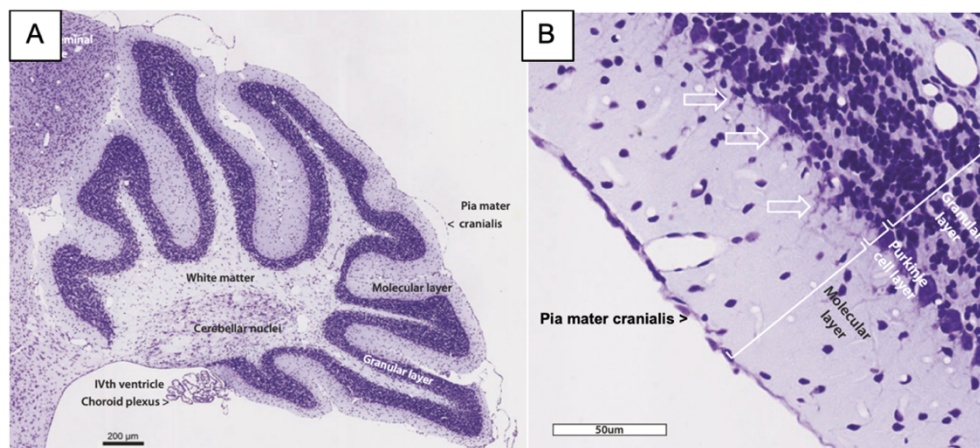 A
minal
Pia mater
< cranialis
White matter
Molecular layer
Cerebellar nuclei
Granular layer
IVth ventricle
Choroid plexus >
200 µm
B
Granular
layer
Purkinje
cell layer
Molecular
layer
Pia mater cranialis >
50um